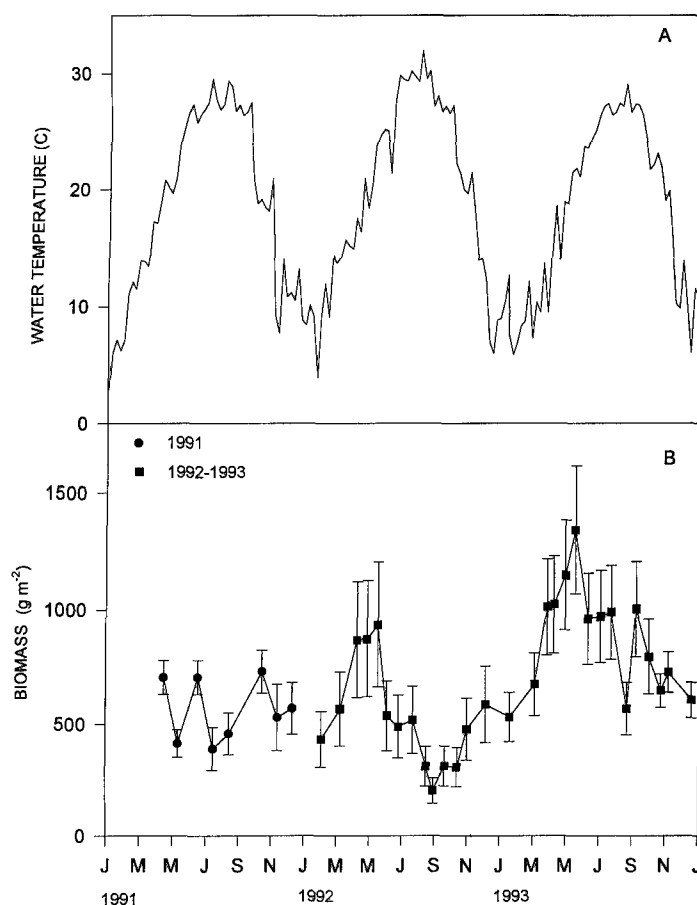 A
30
20
10
0
WATER TEMPERATURE (C)
1991
1992-1993
B
1500
1000
500
0
BIOMASS (g m-2)
J M M J S N J M M J S N J M M J S N J
1991 1992 1993